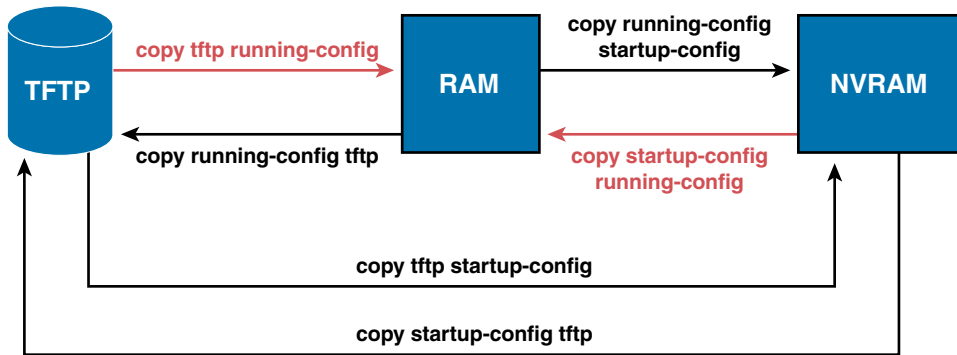 copy running-config
startup-config
copy tftp running-config
TFTP
RAM
NVRAM
copy running-config tftp
copy startup-config
running-config
copy tftp startup-config
copy startup-config tftp